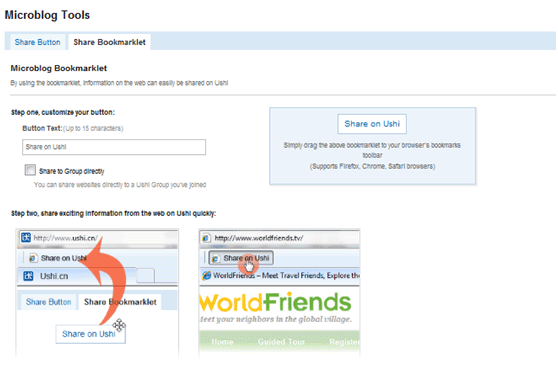 Microblog Tools
Share Button Share Bookmarklet
Microblog Bookmarklet
By using the bookmarklet, information on the web can easily be shared on Ushi
Step one, customize your button:
Button Text: (Up to 15 characters)
Share on Ushi
Share to Group directly
You can share websites directly to a Ushi Group you've joined
Share on Ushi
Simply drag the above bookmarklet to your browser's bookmarks
toolbar
(Supports Firefox, Chrome, Safari browsers)
Step two, share exciting information from the web on Ushi quickly:
http://www.ushi.cn/
Share on Ushi
Ushi.cn
Share Button Share Bookmarklet
Share on Ushi
http://www.worldfriends.tv/
Share on Ushi
WorldFriends – Meet Travel Friends, Explore the
WorldFriends
eet your neighbors in the global village.
Home Guided Tour Register